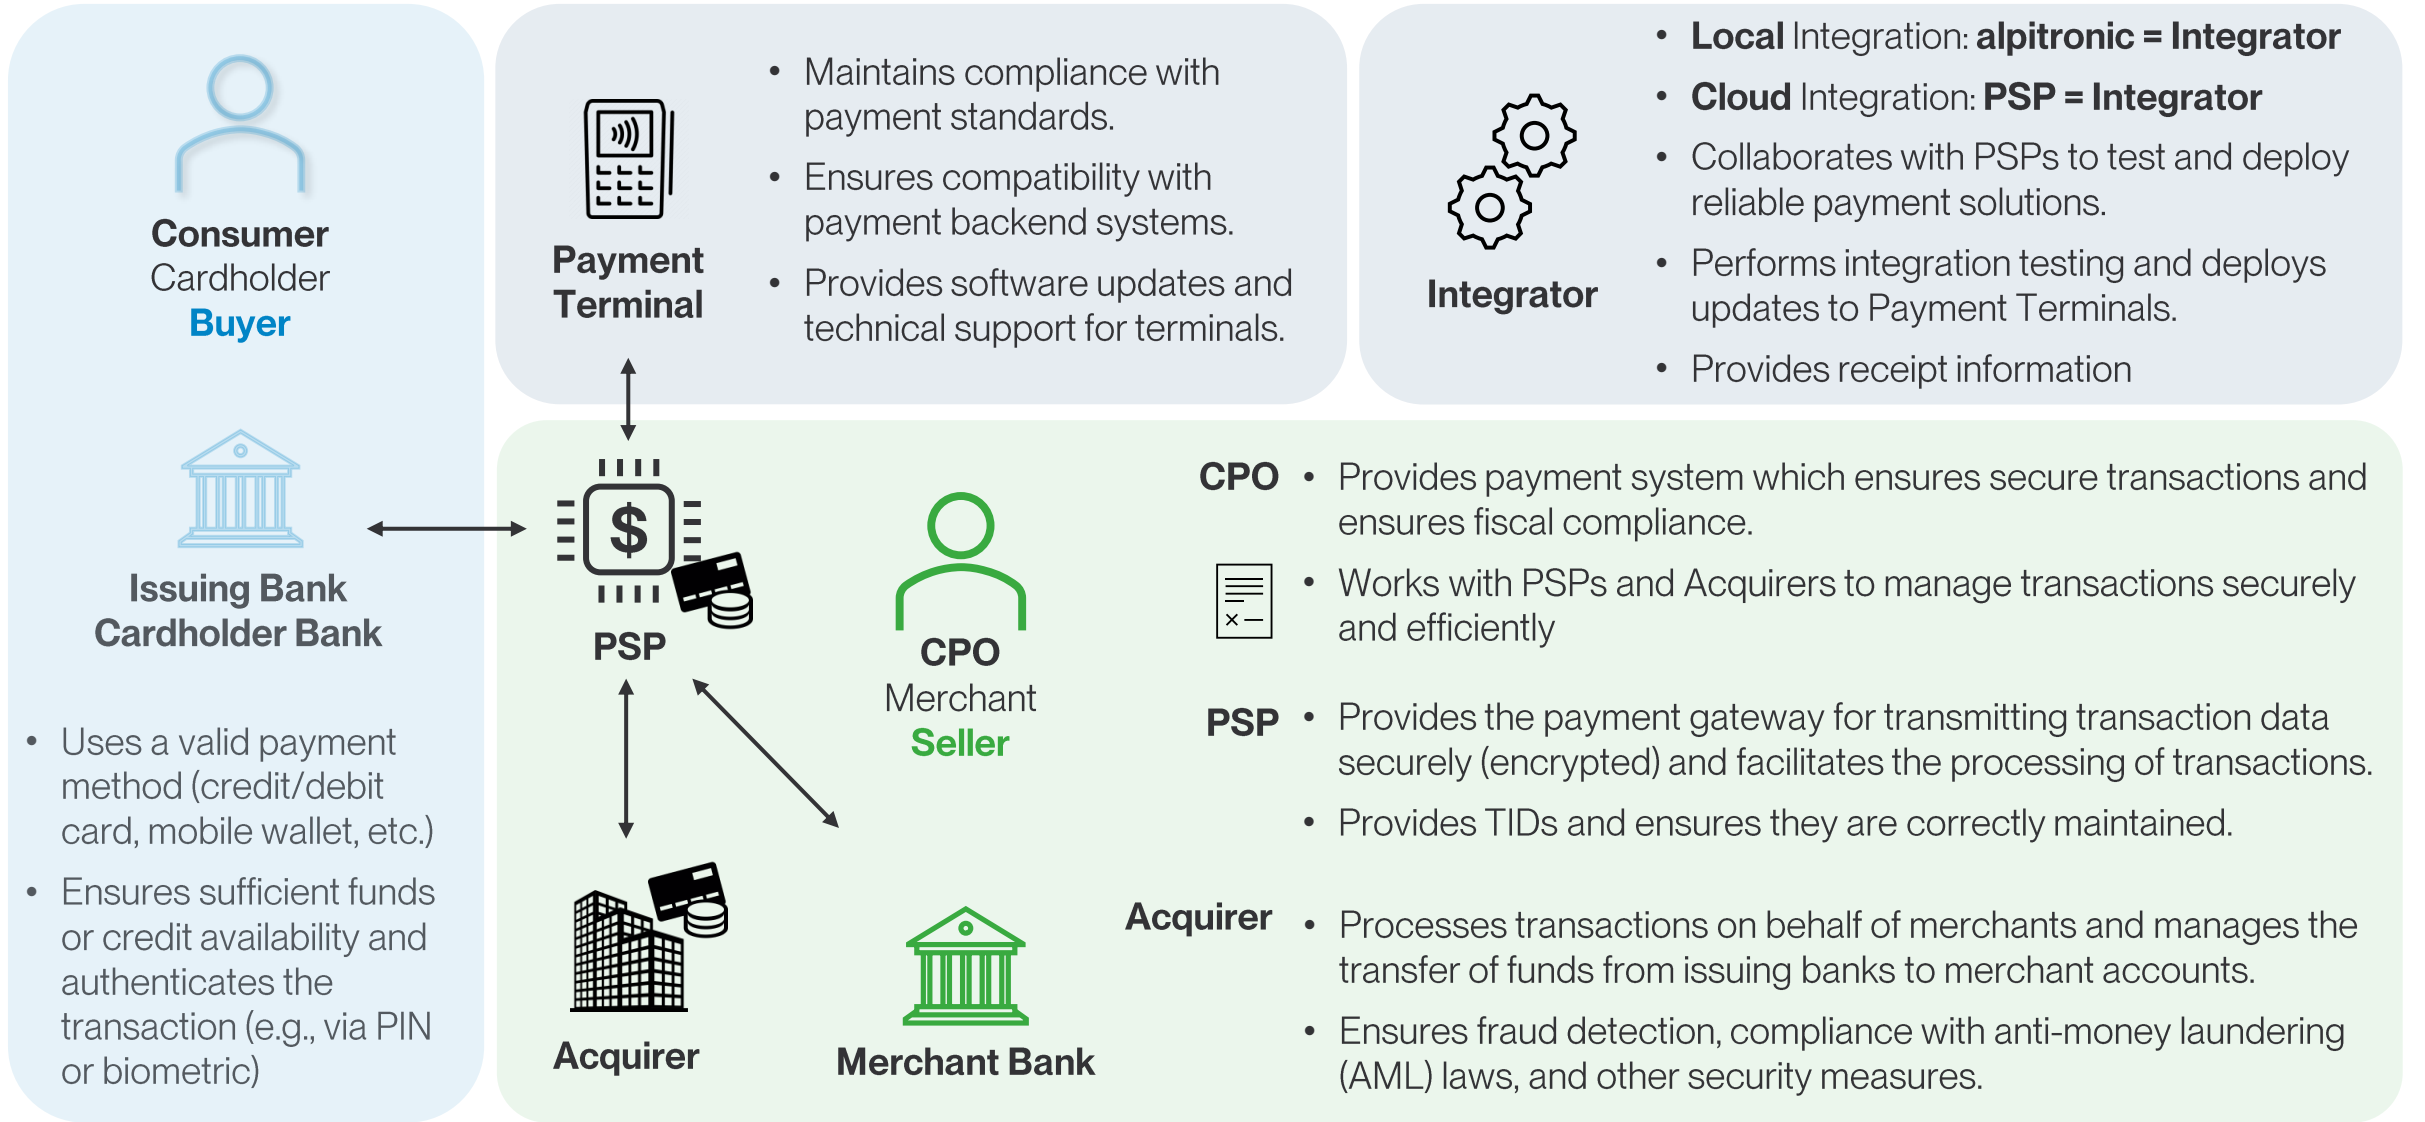 Consumer
Cardholder
Buyer
Issuing Bank
Cardholder Bank
• Uses a valid payment
method (credit/debit
card, mobile wallet, etc.)
• Ensures sufficient funds
or credit availability and
authenticates the
transaction (e.g., via PIN
or biometric)
Payment
Terminal
• Maintains compliance with
payment standards.
• Ensures compatibility with
payment backend systems.
• Provides software updates and
technical support for terminals.
Integrator
• Local Integration: alpitronic = Integrator
• Cloud Integration: PSP = Integrator
• Collaborates with PSPs to test and deploy
reliable payment solutions.
• Performs integration testing and deploys
updates to Payment Terminals.
• Provides receipt information
$
PSP
CPO
Merchant
Seller
Acquirer
Merchant Bank
CPO
• Provides payment system which ensures secure transactions and
ensures fiscal compliance.
• Works with PSPs and Acquirers to manage transactions securely
and efficiently
PSP
• Provides the payment gateway for transmitting transaction data
securely (encrypted) and facilitates the processing of transactions.
• Provides TIDs and ensures they are correctly maintained.
Acquirer
• Processes transactions on behalf of merchants and manages the
transfer of funds from issuing banks to merchant accounts.
• Ensures fraud detection, compliance with anti-money laundering
(AML) laws, and other security measures.